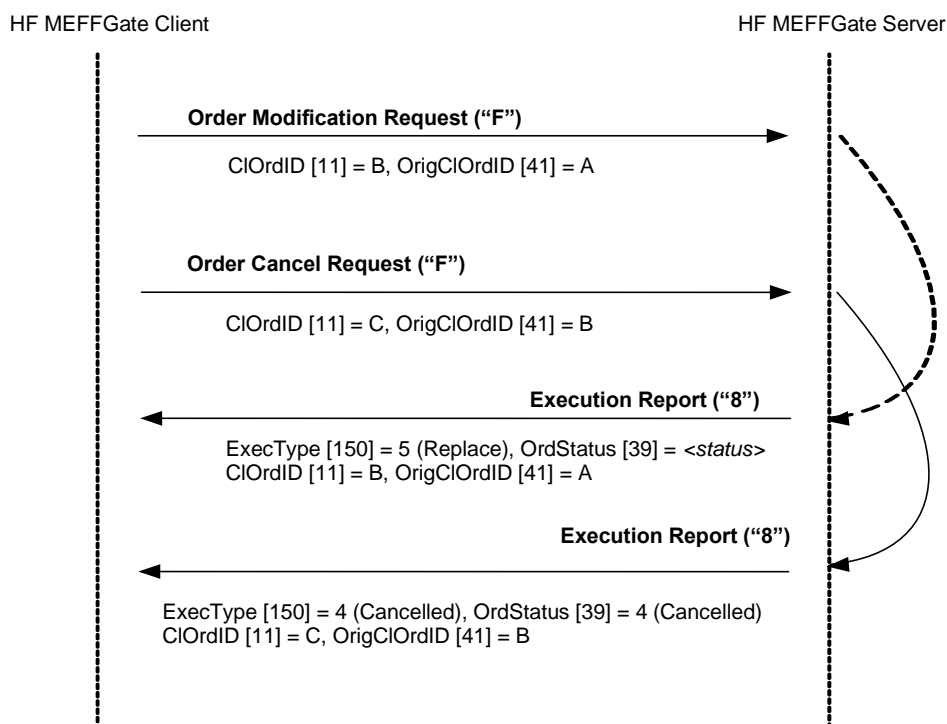 HF MEFFGate Client
HF MEFFGate Server
Order Modification Request (“F”)
ClOrdID [11] = B, OrigClOrdID [41] = A
Order Cancel Request (“F”)
ClOrdID [11] = C, OrigClOrdID [41] = B
Execution Report (“8”)
ExecType [150] = 5 (Replace), OrdStatus [39] = <status>
ClOrdID [11] = B, OrigClOrdID [41] = A
Execution Report (“8”)
ExecType [150] = 4 (Cancelled), OrdStatus [39] = 4 (Cancelled)
ClOrdID [11] = C, OrigClOrdID [41] = B